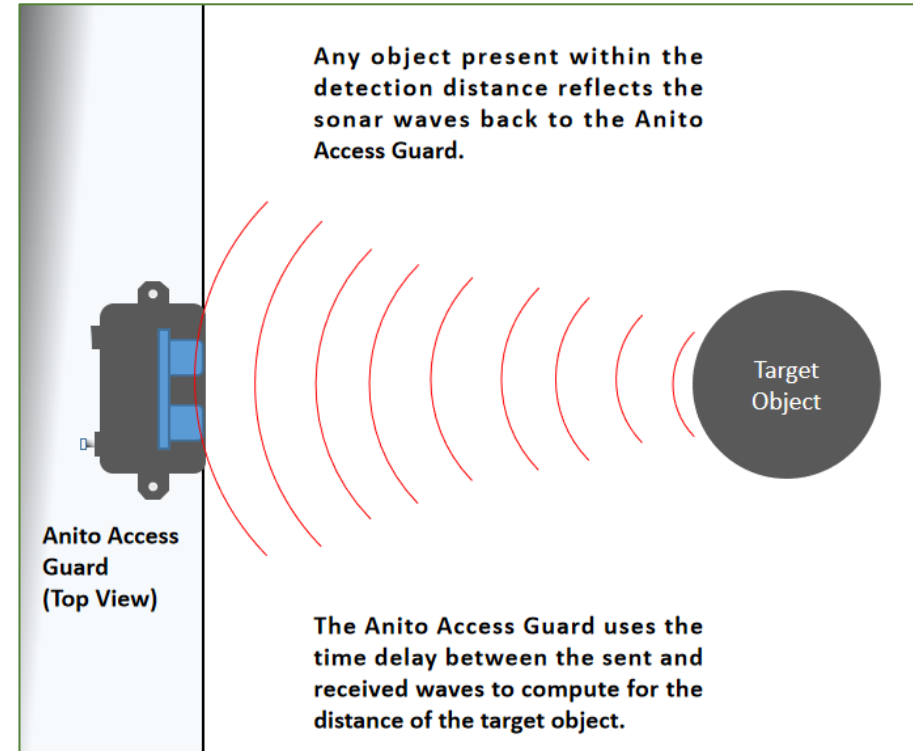 Any object present within the
detection distance reflects the
sonar waves back to the Anito
Access Guard.
Target
Object
Anito Access
Guard
(Top View)
The Anito Access Guard uses the
time delay between the sent and
received waves to compute for the
distance of the target object.